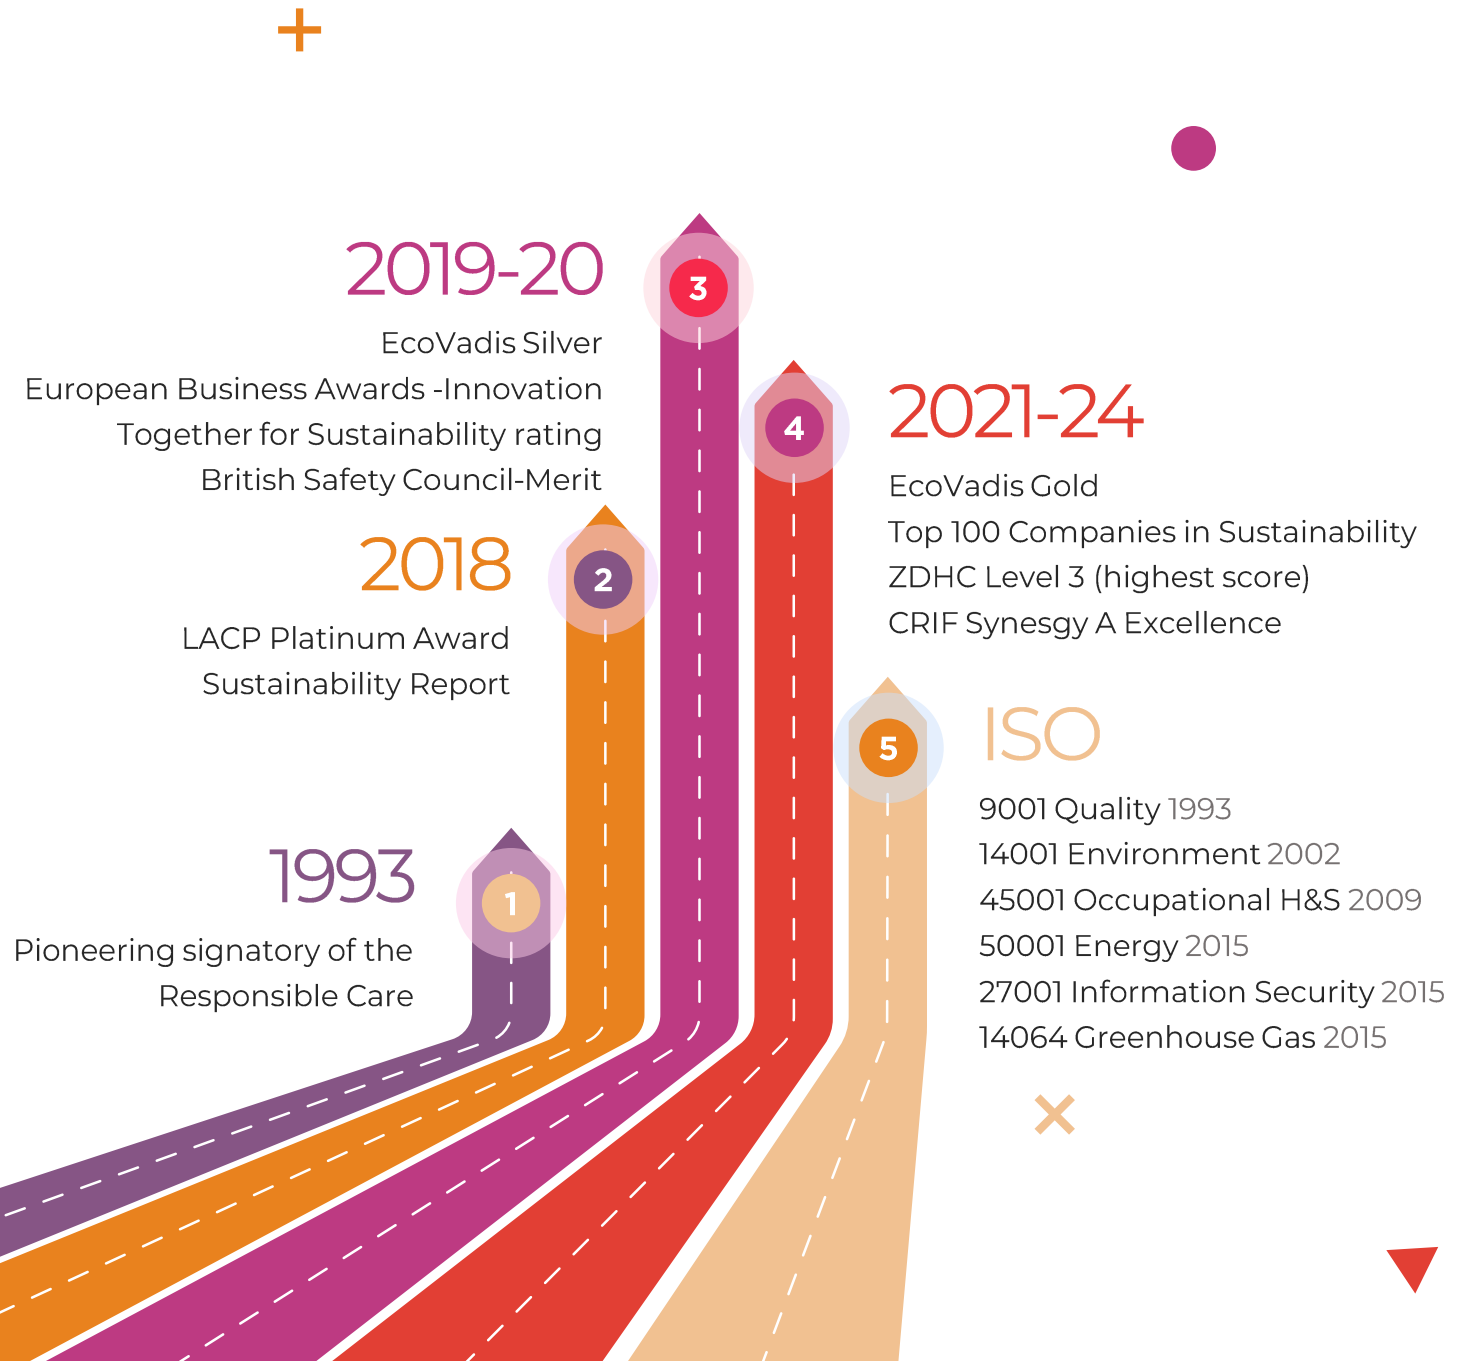 2019-20
EcoVadis Silver
European Business Awards -Innovation
Together for Sustainability rating
British Safety Council-Merit
3
2018
LACP Platinum Award
Sustainability Report
2
1993
Pioneering signatory of the
Responsible Care
1
4
2021-24
EcoVadis Gold
Top 100 Companies in Sustainability
ZDHC Level 3 (highest score)
CRIF Synesgy A Excellence
5
ISO
9001 Quality 1993
14001 Environment 2002
45001 Occupational H&S 2009
50001 Energy 2015
27001 Information Security 2015
14064 Greenhouse Gas 2015